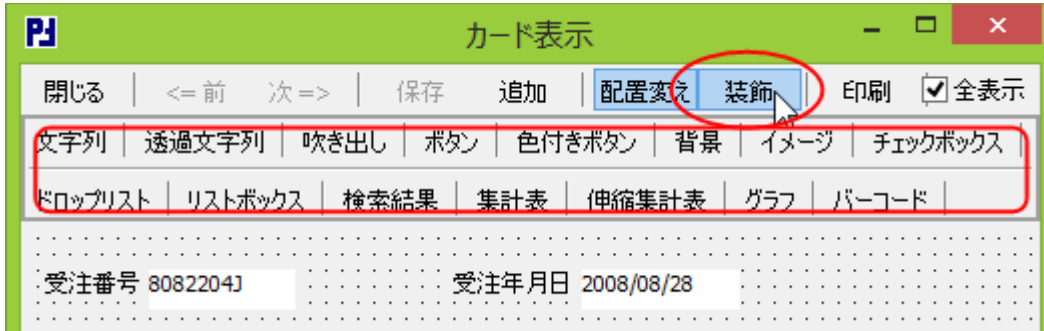 カード表示
閉じる <= 前 次 => 保存 追加 配置変え 装飾 印刷 全表示
文字列 透過文字列 吹き出し ボタン 色付きボタン 背景 イメージ チェックボックス
ドロップリスト リストボックス 検索結果 集計表 伸縮集計表 グラフ バーコード
受注番号 8082204J 受注年月日 2008/08/28